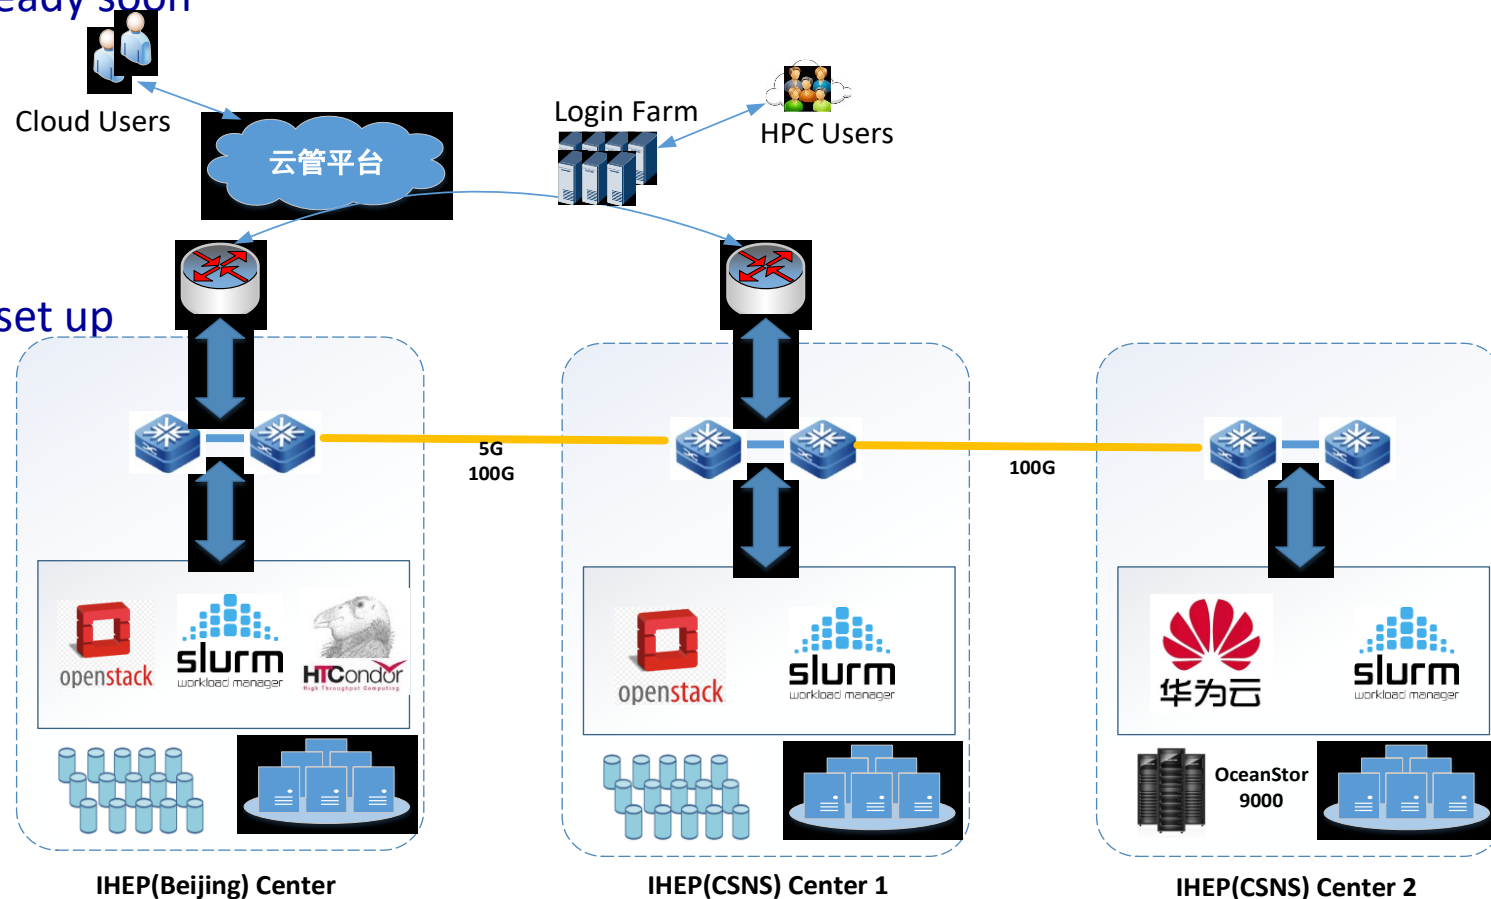 eady soon
Cloud Users
云管平台
Login Farm
HPC Users
set up
5G
100G
100G
openstack
slurm
workload manager
HTCondor
High Throughput Computing
openstack
slurm
workload manager
华为云
slurm
workload manager
OceanStor
9000
IHEP(Beijing) Center
IHEP(CSNS) Center 1
IHEP(CSNS) Center 2